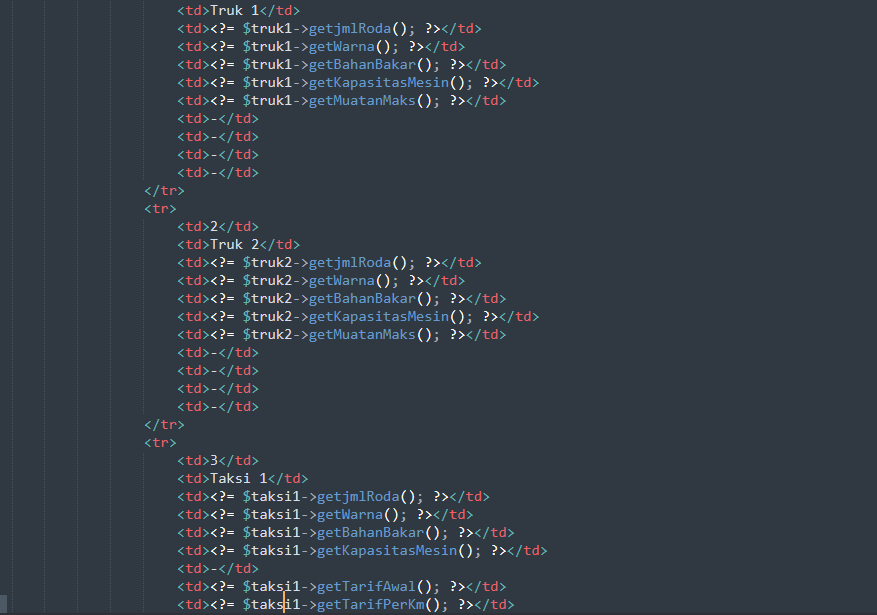 <td>Truk 1</td>
<td><?= $truk1->getjmlRoda(); ?></td>
<td><?= $truk1->getWarna(); ?></td>
<td><?= $truk1->getBahanBakar(); ?></td>
<td><?= $truk1->getKapasitasMesin(); ?></td>
<td><?= $truk1->getMuatanMaks(); ?></td>
<td>-</td>
<td>-</td>
<td>-</td>
<td>-</td>
</tr>
<tr>
<td>2</td>
<td>Truk 2</td>
<td><?= $truk2->getjmlRoda(); ?></td>
<td><?= $truk2->getWarna(); ?></td>
<td><?= $truk2->getBahanBakar(); ?></td>
<td><?= $truk2->getKapasitasMesin(); ?></td>
<td><?= $truk2->getMuatanMaks(); ?></td>
<td>-</td>
<td>-</td>
<td>-</td>
<td>-</td>
</tr>
<tr>
<td>3</td>
<td>Taksi 1</td>
<td><?= $taksi1->getjmlRoda(); ?></td>
<td><?= $taksi1->getWarna(); ?></td>
<td><?= $taksi1->getBahanBakar(); ?></td>
<td><?= $taksi1->getKapasitasMesin(); ?></td>
<td>-</td>
<td><?= $taksi1->getTarifAwal(); ?></td>
<td><?= $taksi1->getTarifPerKm(); ?></td>